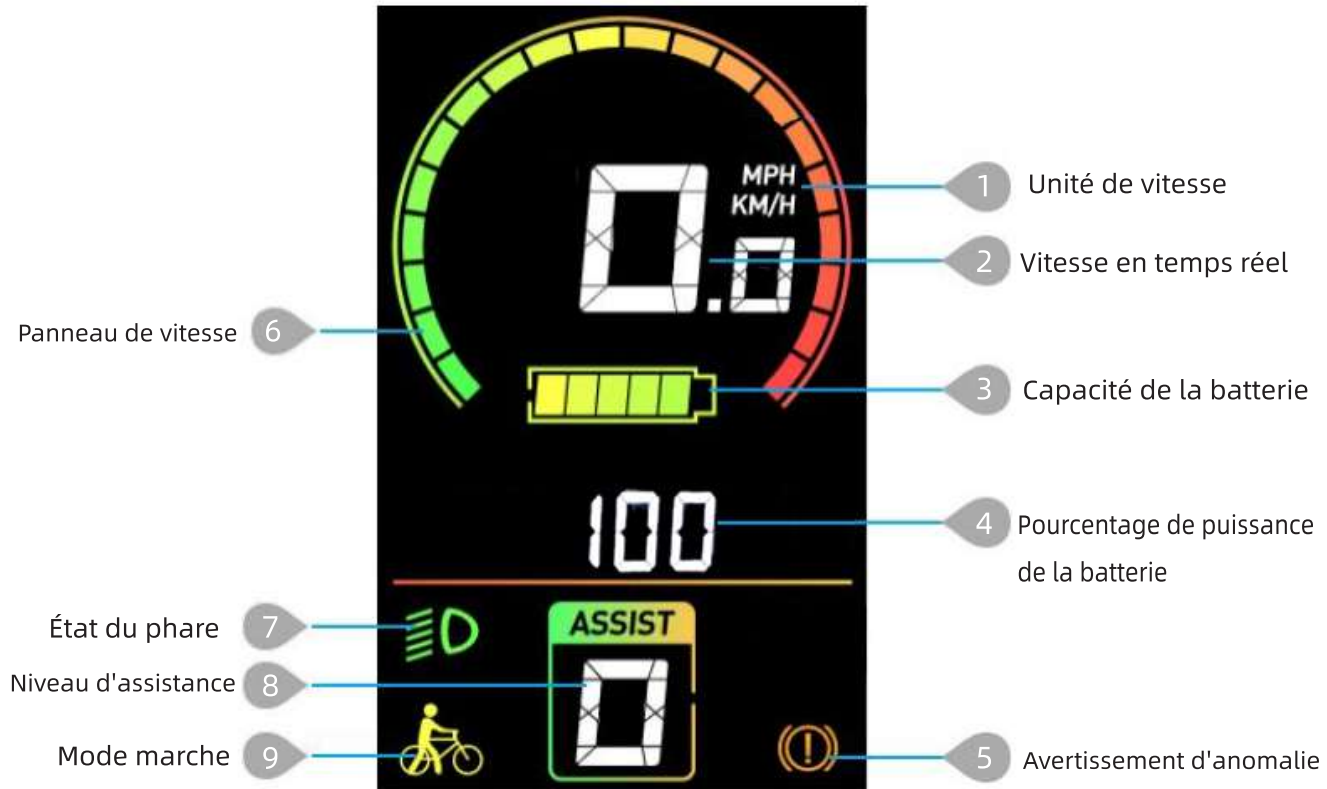 MPH
1 Unité de vitesse
KM/H
0.0
2 Vitesse en temps réel
Panneau de vitesse 6
3 Capacité de la batterie
100
4 Pourcentage de puissance
de la batterie
État du phare 7
ASSIST
Niveau d'assistance 8
0
Mode marche 9
5 Avertissement d'anomalie